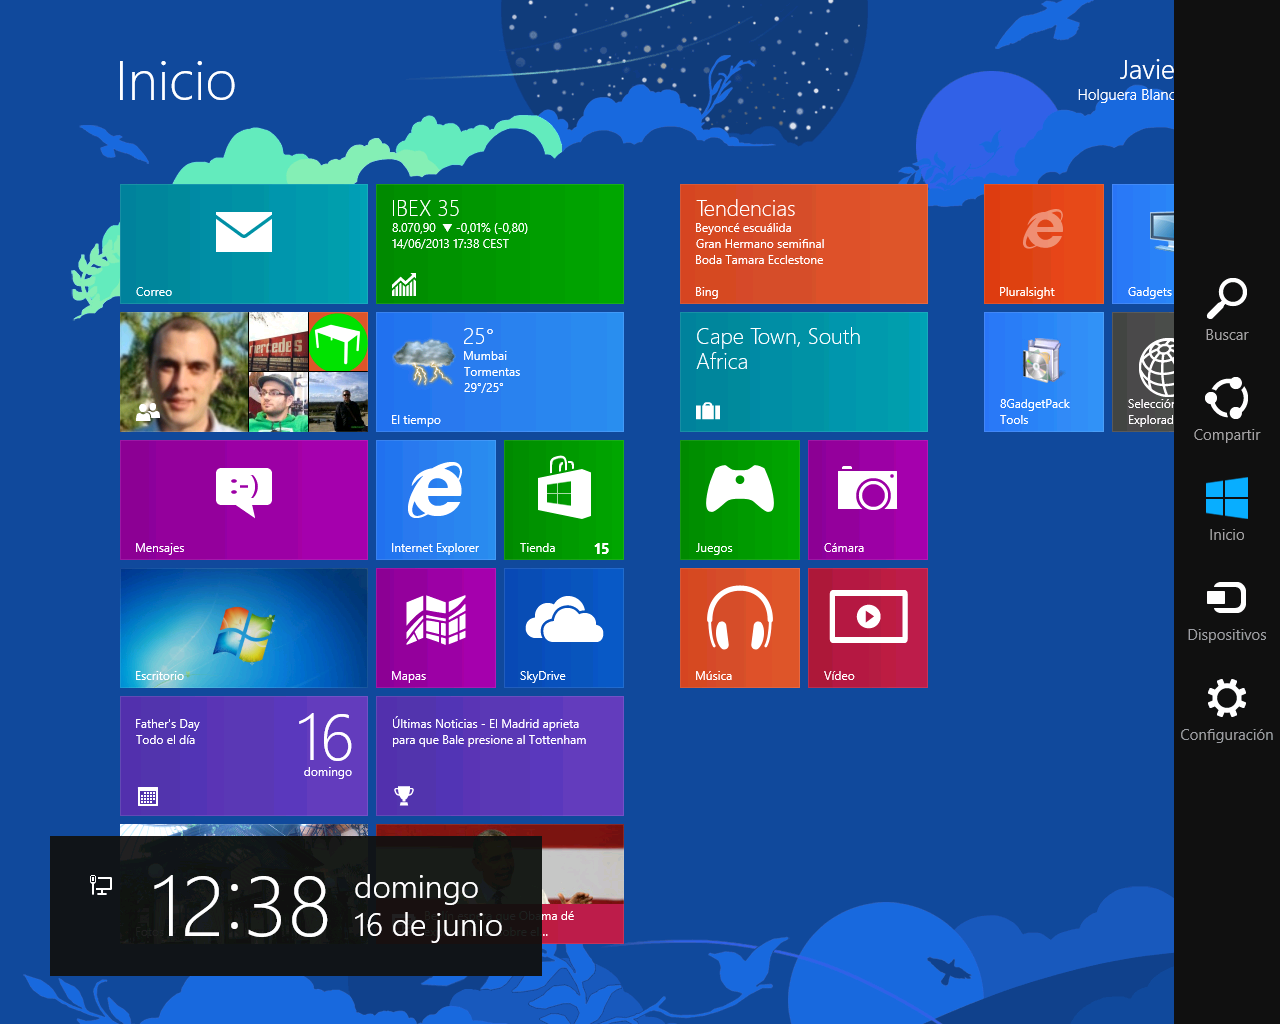 Inicio
Javie
Holguera Blanc
Correo
IBEX 35
8.070,90 ▼ -0,01% (-0,80)
14/06/2013 17:38 CEST
Tendencias
Beyoncé escuálida
Gran Hermano semifinal
Boda Tamara Ecclestone
Bing
Pluralsight
Gadgets
mercedes
25°
Mumbai
Tormentas
29°/25°
El tiempo
Cape Town, South
Africa
8GadgetPack
Tools
Selección
Explorad
Mensajes
:-)
Internet Explorer
Tienda
15
Juegos
Cámara
Escritorio
Mapas
SkyDrive
Música
Vídeo
Father's Day
Todo el día
16
domingo
Últimas Noticias - El Madrid aprieta
para que Bale presione al Tottenham
12:38
domingo
16 de junio
que Obama dé
Buscar
Compartir
Inicio
Dispositivos
Configuración